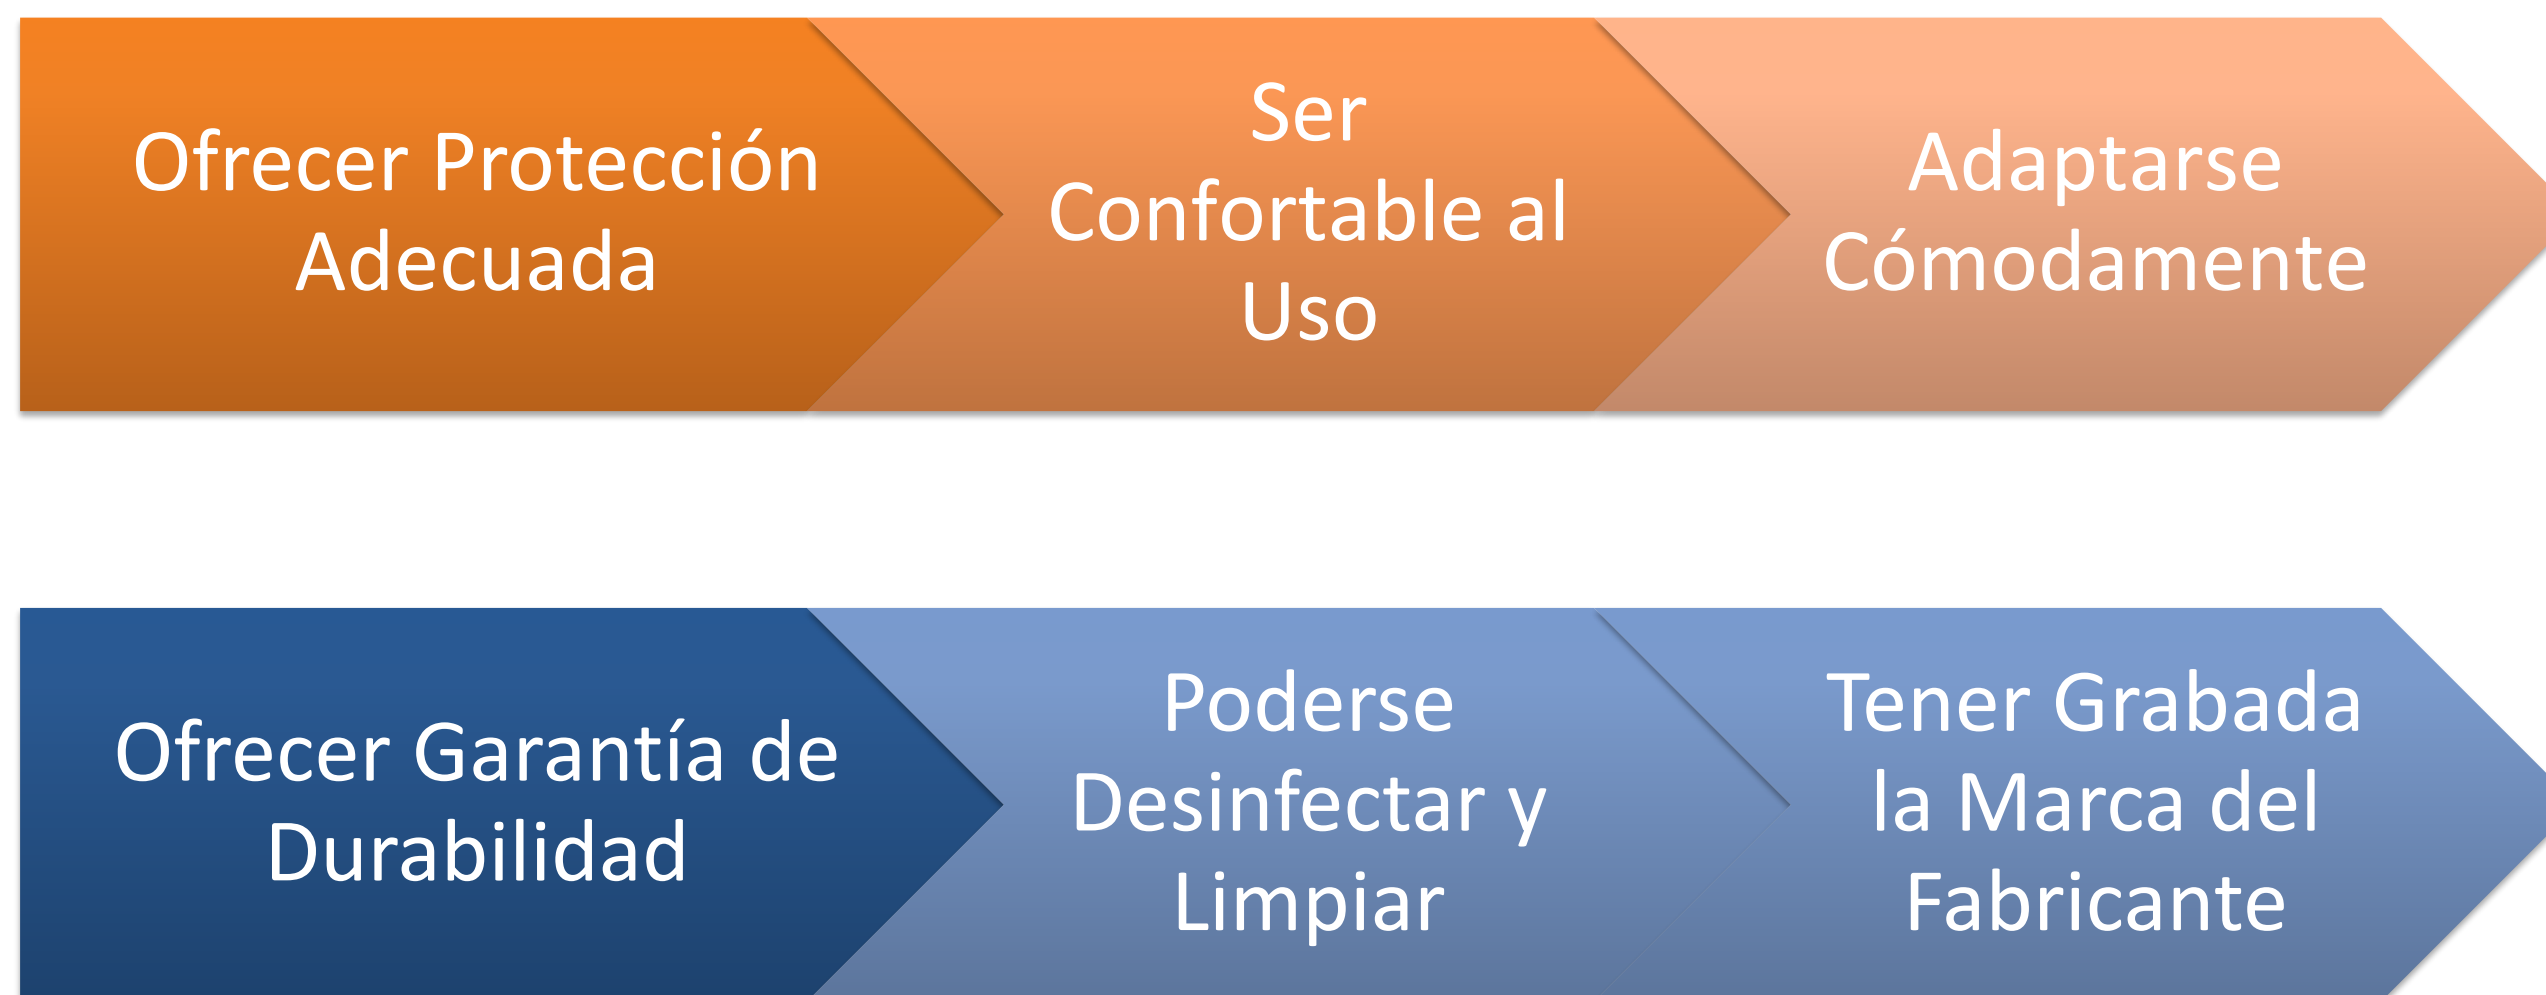 Ofrecer Protección
Adecuada
Ser
Confortable al
Uso
Adaptarse
Cómodamente
Ofrecer Garantía de
Durabilidad
Poderse
Desinfectar y
Limpiar
Tener Grabada
la Marca del
Fabricante